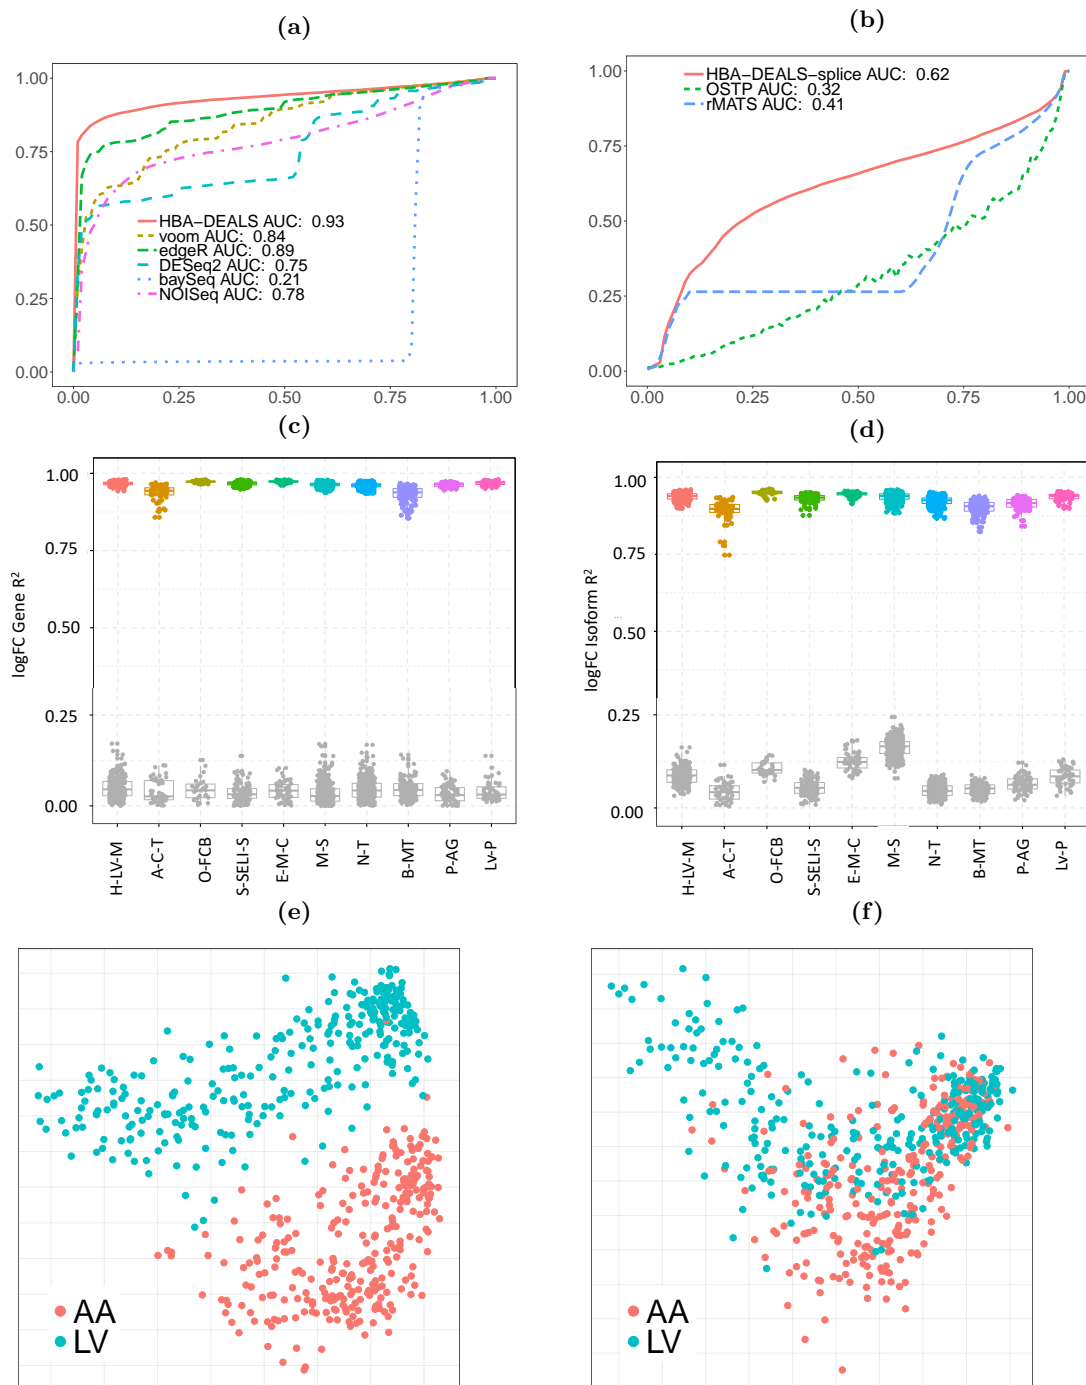 (a)
1.00
0.75
0.50
0.25
0.00
HBA−DEALS AUC: 0.93
voom AUC: 0.84
edgeR AUC: 0.89
DESeq2 AUC: 0.75
baySeq AUC: 0.21
NOISeq AUC: 0.78
0.00 0.25 0.50 0.75 1.00
(b)
1.00
0.75
0.50
0.25
0.00
HBA−DEALS−splice AUC: 0.62
OSTP AUC: 0.32
rMATS AUC: 0.41
0.00 0.25 0.50 0.75 1.00
(c)
logFC Gene R²
1.00
0.75
0.50
0.25
0.00
H-LV-M
A-C-T
O-FCB
S-SELI-S
E-M-C
M-S
N-T
B-MT
P-AG
Lv-P
(d)
logFC Isoform R²
1.00
0.75
0.50
0.25
0.00
H-LV-M
A-C-T
O-FCB
S-SELI-S
E-M-C
M-S
N-T
B-MT
P-AG
Lv-P
(e)
AA
LV
(f)
AA
LV